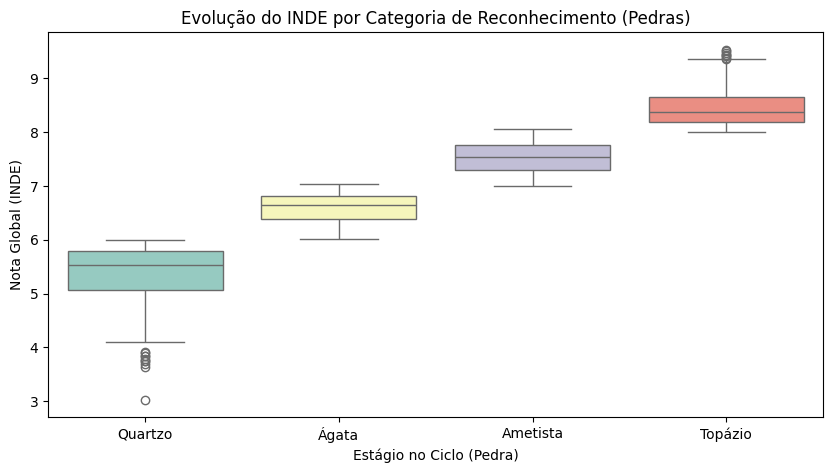 Evolução do INDE por Categoria de Reconhecimento (Pedras)
Nota Global (INDE)
9
8
7
6
5
4
3
Quartzo
Ágata
Ametista
Topázio
Estágio no Ciclo (Pedra)